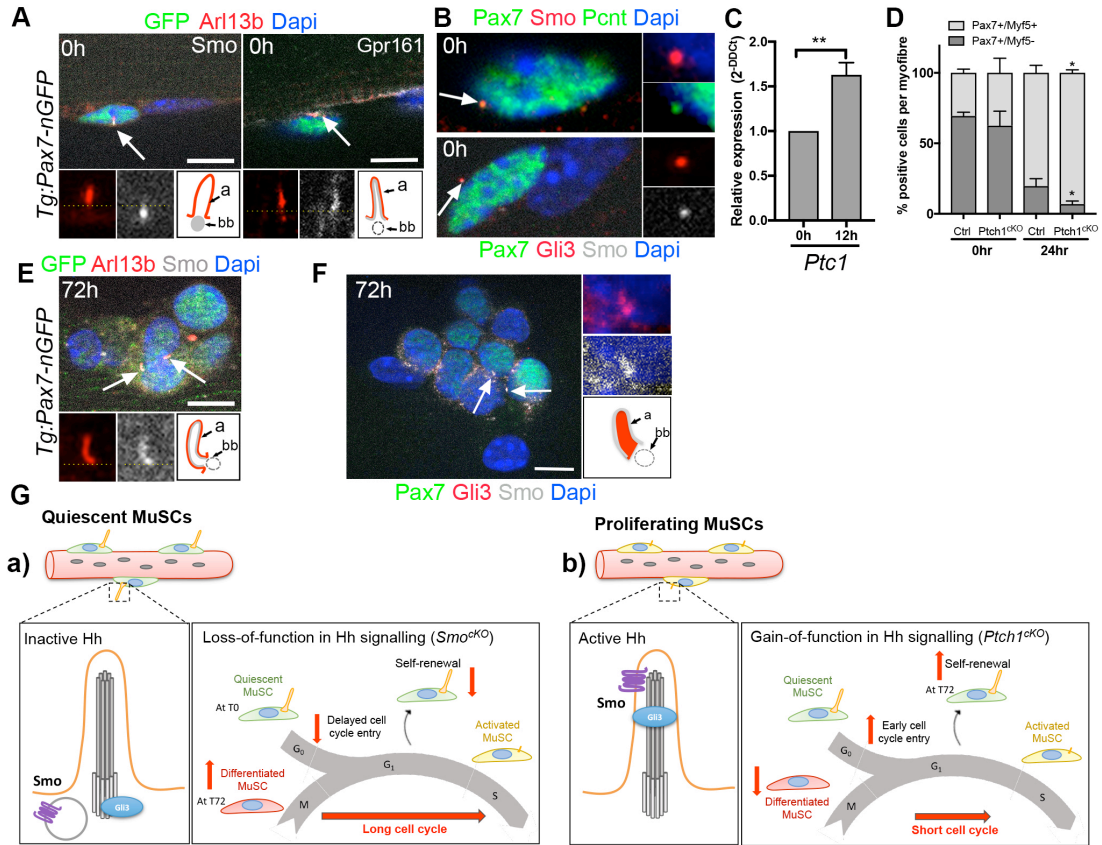 A
GFP Arl13b Dapi
Tg:Pax7-nGFP
0h
Smo
0h
Gpr161
a
bb
a
bb
B
Pax7 Smo Pcnt Dapi
0h
0h
Pax7 Gli3 Smo Dapi
C
Relative expression (2^-DDCt)
2.0
1.5
1.0
0.5
0.0
**
0h 12h
Ptc1
D
Pax7+/Myf5+
Pax7+/Myf5-
% positive cells per myofibre
100
50
0
*
*
Ctrl Ptch1cKO Ctrl Ptch1cKO
0hr 24hr
E
GFP Arl13b Smo Dapi
Tg:Pax7-nGFP
72h
a
bb
F
72h
a
bb
Pax7 Gli3 Smo Dapi
G
Quiescent MuSCs
a)
Inactive Hh
Smo
Gli3
Loss-of-function in Hh signalling (SmocKO)
Self-renewal
Quiescent
MuSC
At T0
Delayed cell
cycle entry
Activated
MuSC
G0
G1
S
M
Differentiated
MuSC
At T72
Long cell cycle
Proliferating MuSCs
b)
Active Hh
Smo
Gli3
Gain-of-function in Hh signalling (Ptch1cKO)
Self-renewal
At T72
Quiescent
MuSC
Early cell
cycle entry
Activated
MuSC
G0
G1
S
M
Differentiated
MuSC
Short cell cycle